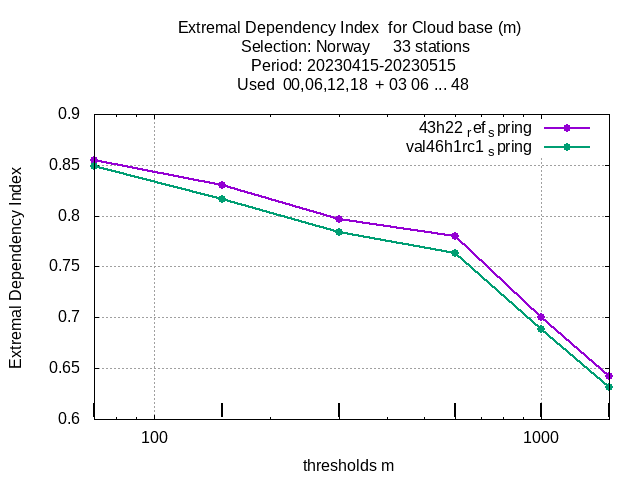 Extremal Dependency Index  for Cloud base (m)
Selection: Norway     33 stations
Period: 20230415-20230515
Used  00,06,12,18  + 03 06 ... 48
43h22 ref spring
val46h1rc1 spring
Extremal Dependency Index
0.9
0.85
0.8
0.75
0.7
0.65
0.6
100
1000
thresholds m